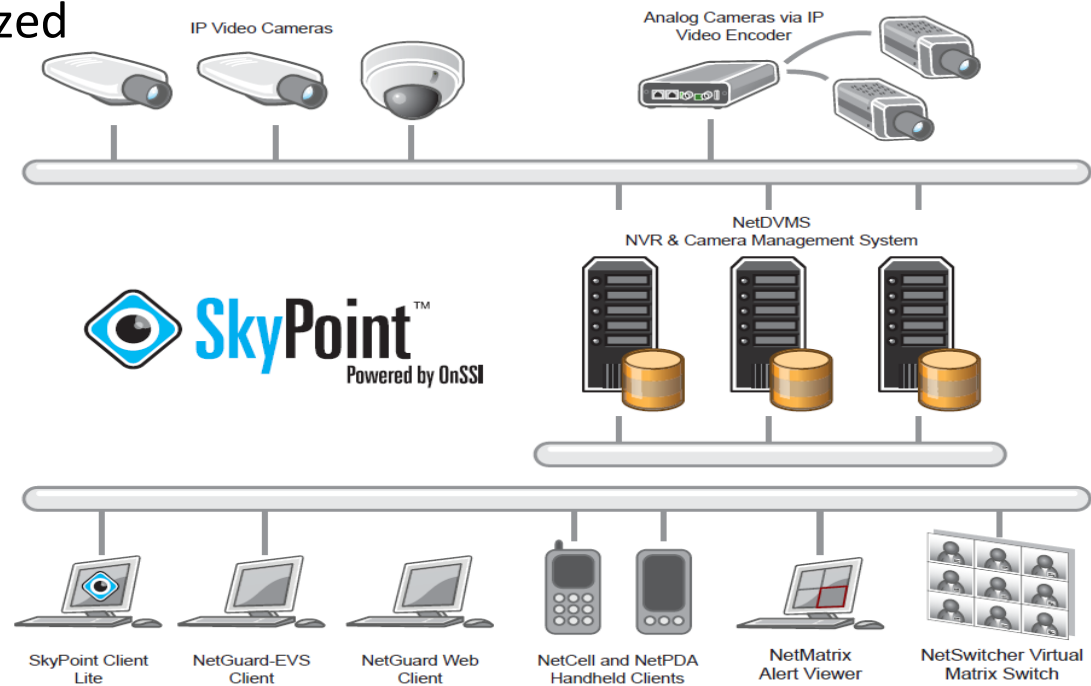 zed
IP Video Cameras
Analog Cameras via IP
Video Encoder
NetDVMS
NVR & Camera Management System
SkyPoint™
Powered by OnSSI
SkyPoint Client
Lite
NetGuard-EVS
Client
NetGuard Web
Client
NetCell and NetPDA
Handheld Clients
NetMatrix
Alert Viewer
NetSwitcher Virtual
Matrix Switch